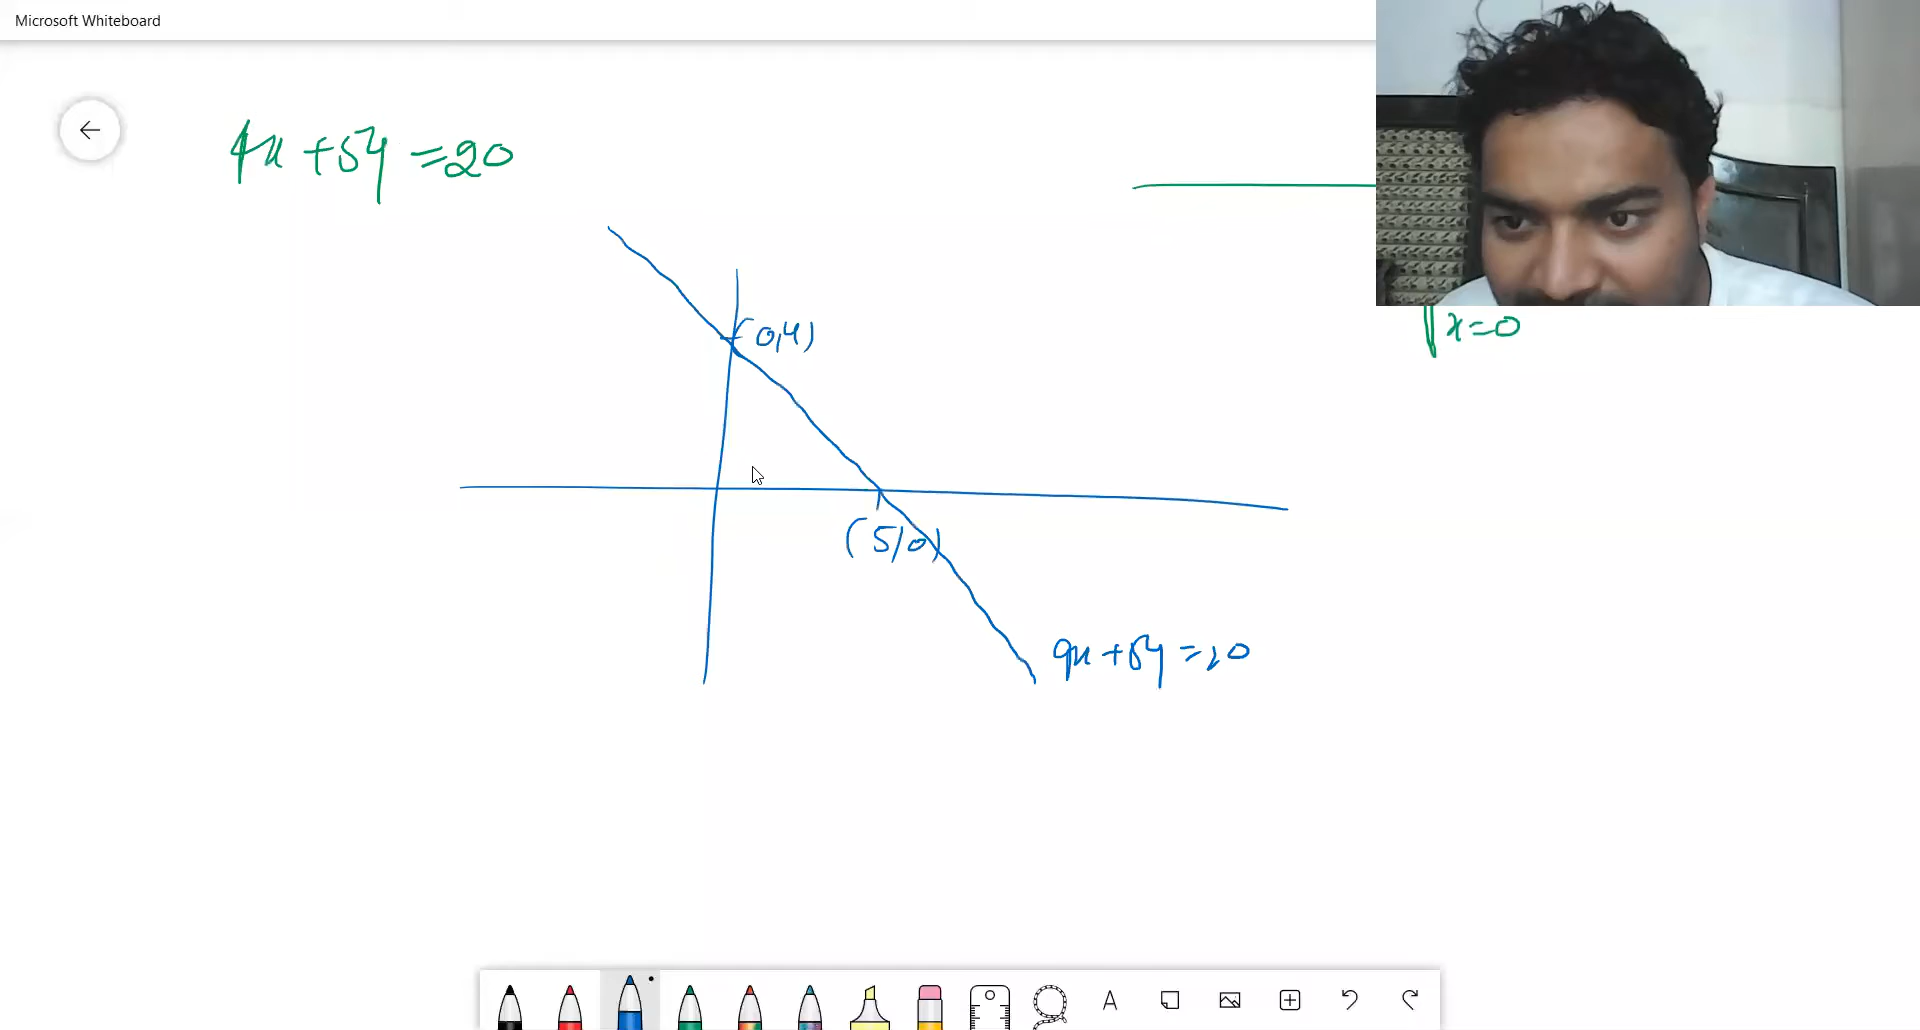 Microsoft Whiteboard
4x + 5y = 20
x = 0
(0,4)
(5,0)
4x + 5y = 20
A